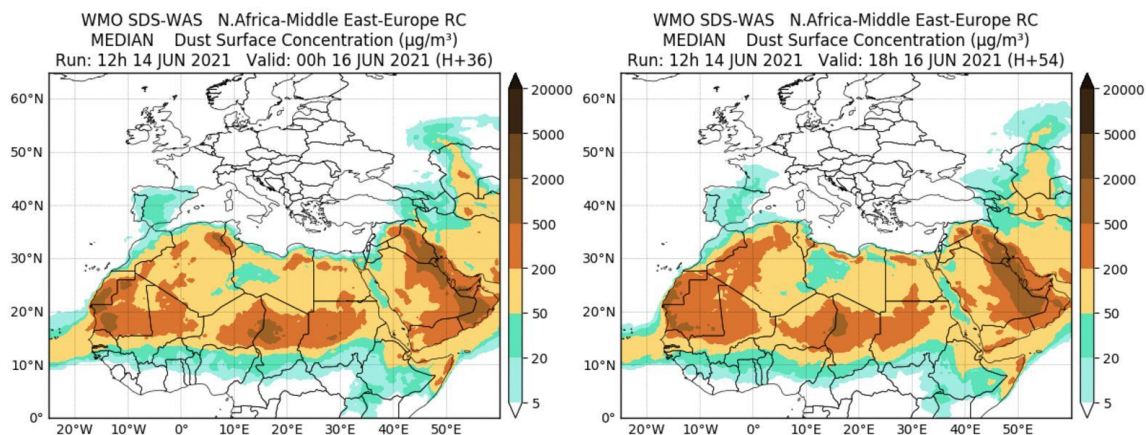 WMO SDS-WAS N.Africa-Middle East-Europe RC
MEDIAN Dust Surface Concentration (µg/m³)
Run: 12h 14 JUN 2021 Valid: 00h 16 JUN 2021 (H+36)
60°N
50°N
40°N
30°N
20°N
10°N
0°
20°W 10°W 0° 10°E 20°E 30°E 40°E 50°E
20000
5000
2000
500
200
50
20
5
WMO SDS-WAS N.Africa-Middle East-Europe RC
MEDIAN Dust Surface Concentration (µg/m³)
Run: 12h 14 JUN 2021 Valid: 18h 16 JUN 2021 (H+54)
60°N
50°N
40°N
30°N
20°N
10°N
0°
20°W 10°W 0° 10°E 20°E 30°E 40°E 50°E
20000
5000
2000
500
200
50
20
5